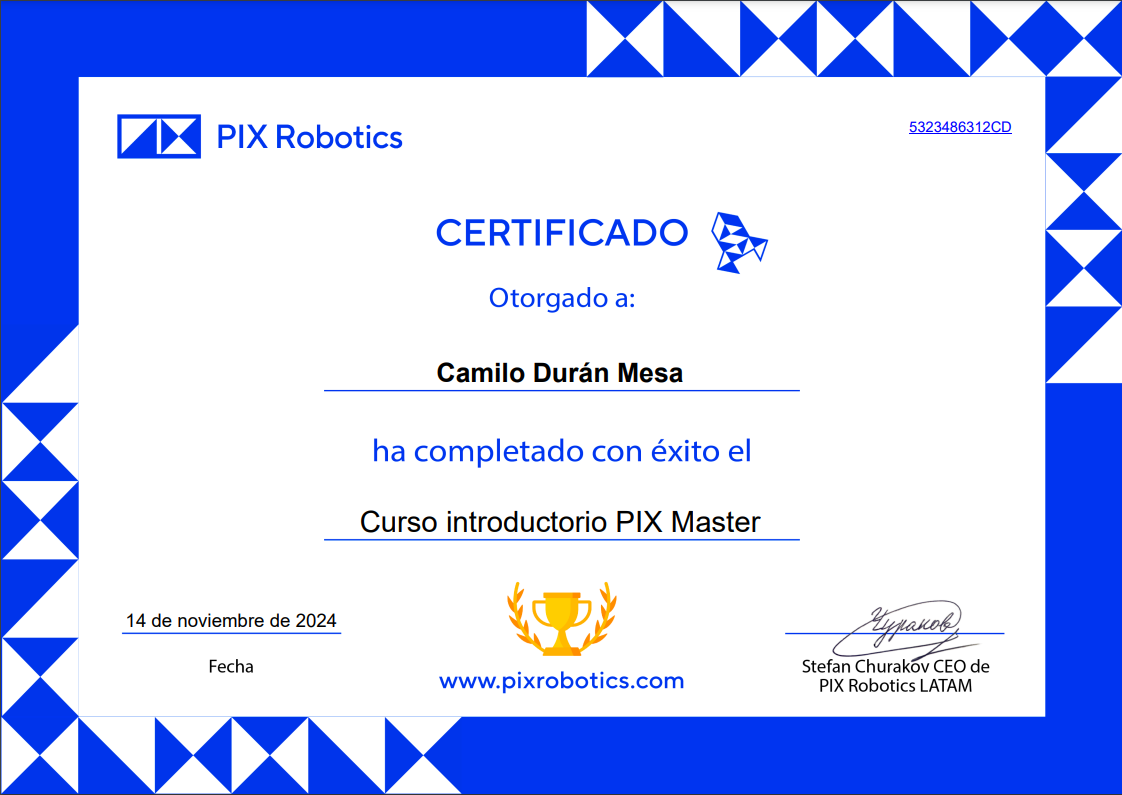 PIX Robotics
5323486312CD
CERTIFICADO
Otorgado a:
Camilo Durán Mesa
ha completado con éxito el
Curso introductorio PIX Master
14 de noviembre de 2024
Fecha
www.pixrobotics.com
Чураков
Stefan Churakov CEO de
PIX Robotics LATAM